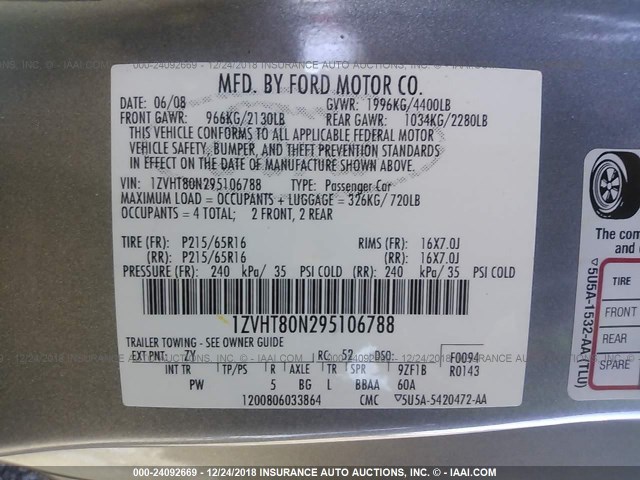 000-24092669 - 12/24/2018 INSURANCE AUTO AUCTIONS, INC. - © IAAI.COM
MFD. BY FORD MOTOR CO.
DATE: 06/08 GVWR: 1996KG/4400LB
FRONT GAWR: 966KG/2130LB REAR GAWR: 1034KG/2280LB
THIS VEHICLE CONFORMS TO ALL APPLICABLE FEDERAL MOTOR
VEHICLE SAFETY, BUMPER, AND THEFT PREVENTION STANDARDS
IN EFFECT ON THE DATE OF MANUFACTURE SHOWN ABOVE.
VIN: 1ZVHT80N295106788 TYPE: Passenger Car
MAXIMUM LOAD = OCCUPANTS + LUGGAGE = 326KG/720LB
OCCUPANTS = 4 TOTAL; 2 FRONT, 2 REAR
TIRE (FR): P215/65R16 RIMS (FR): 16X7.0J
(RR): P215/65R16 (RR): 16X7.0J
PRESSURE (FR): 240 kPa/ 35 PSI COLD (RR): 240 kPa/ 35 PSI COLD
1ZVHT80N295106788
TRAILER TOWING - SEE OWNER GUIDE
EXT PNT: ZY RC: 52 DSO: F0094
INT TR TP/PS R AXLE TR SPR 9ZF1B R0143
PW 5 BG L BBAA 60A
1200806033864 CMC ▽5U5A-5420472-AA
The com
and c
▽5U5A-1532-AA (TLU)
TIRE
FRONT
REAR
SPARE
000-24092669 - 12/24/2018 INSURANCE AUTO AUCTIONS, INC. - © IAAI.COM